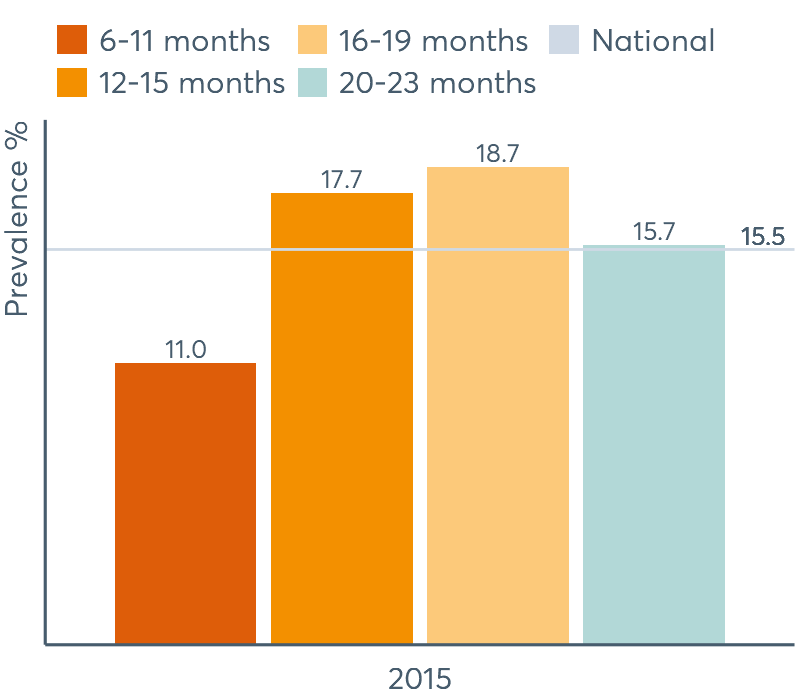 6-11 months 16-19 months National
12-15 months 20-23 months
Prevalence %
18.7
17.7
15.7
15.5
11.0
2015